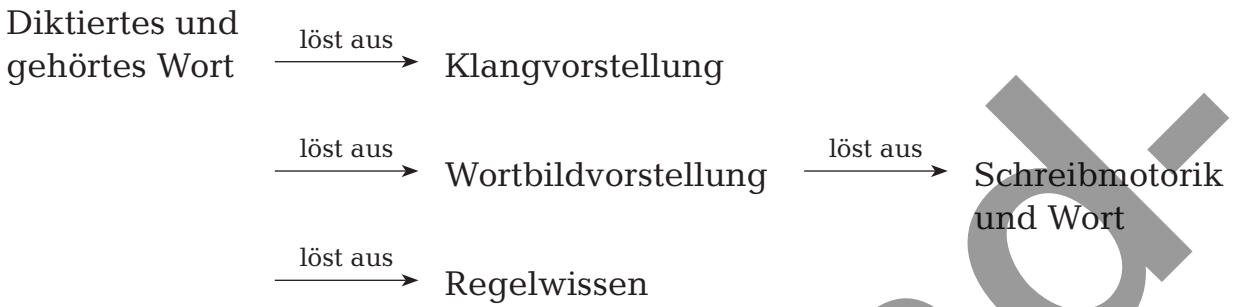 Diktiertes und
gehörtes Wort
löst aus
Klangvorstellung
löst aus
Wortbildvorstellung
löst aus
Schreibmotorik
und Wort
löst aus
Regelwissen